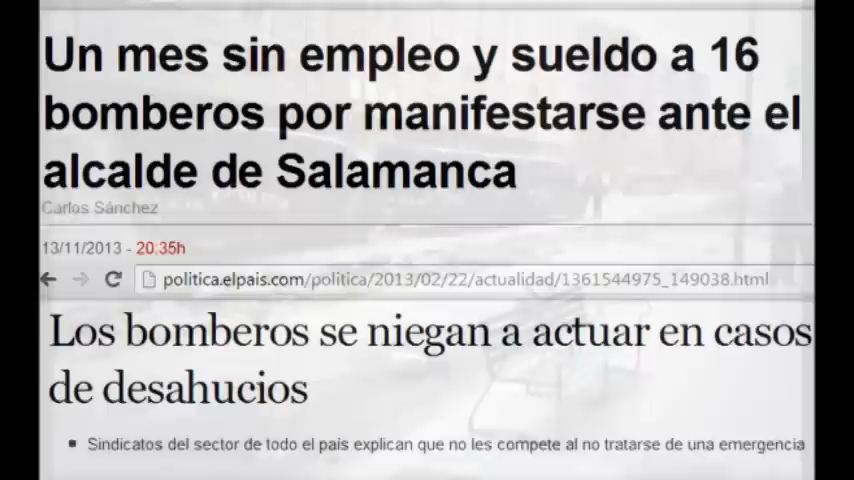 Un mes sin empleo y sueldo a 16
bomberos por manifestarse ante el
alcalde de Salamanca
Carlos Sánchez
13/11/2013 - 20:35h
politica.elpais.com/politica/2013/02/22/actualidad/1361544975_149038.html
Los bomberos se niegan a actuar en casos
de desahucios
Sindicatos del sector de todo el país explican que no les compete al no tratarse de una emergencia